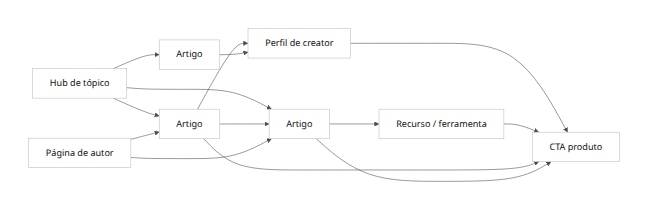 Perfil de creator
Artigo
Hub de tópico
Artigo
Artigo
Recurso / ferramenta
Página de autor
CTA produto